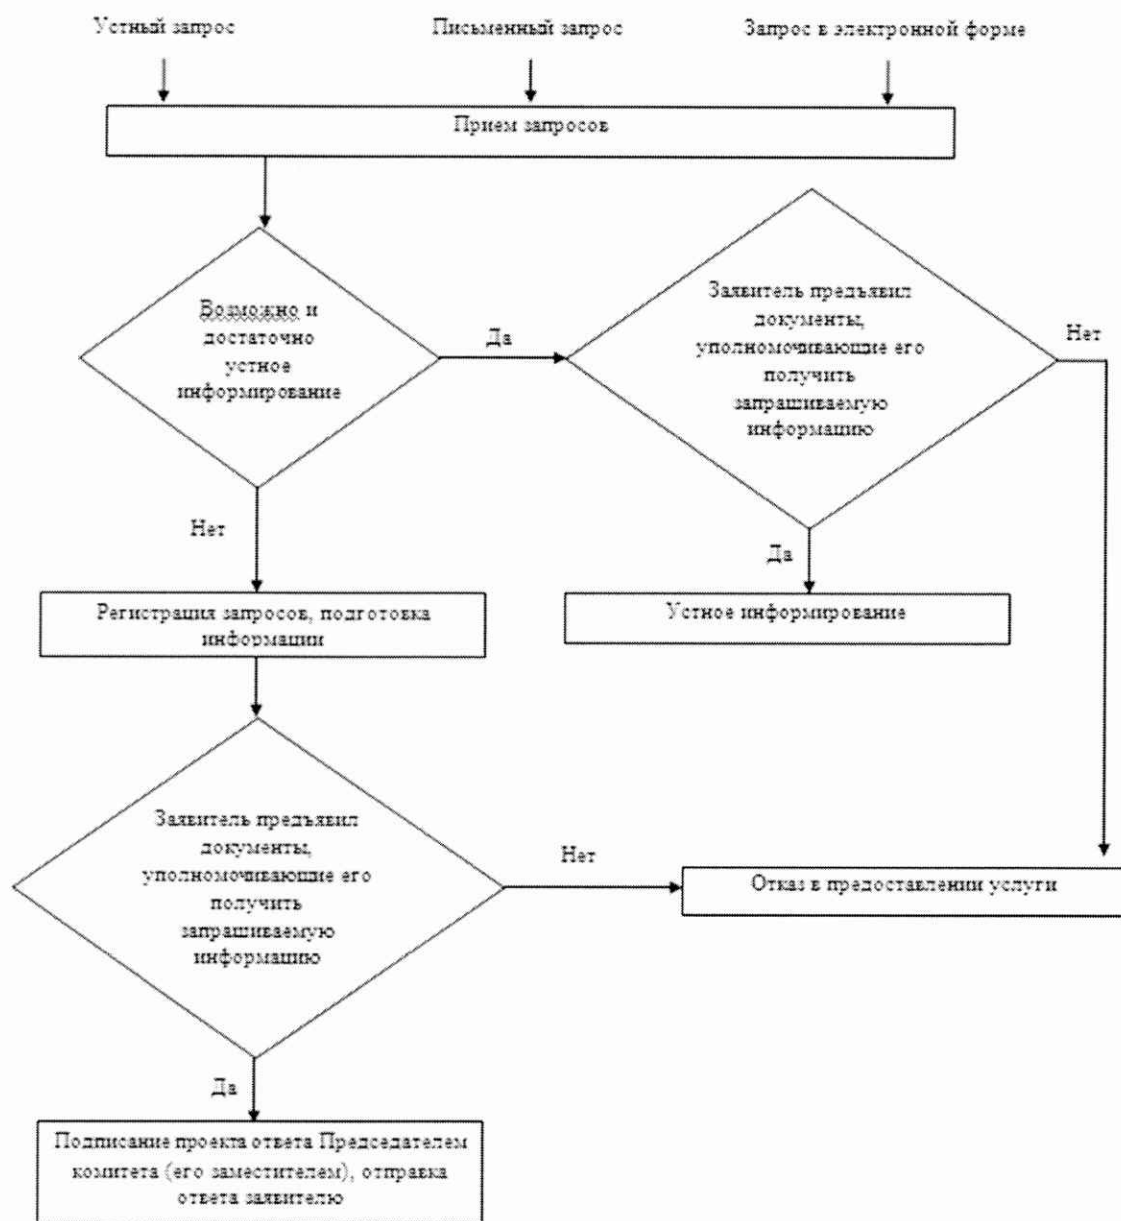 Устный запрос
Письменный запрос
Запрос в электронной форме
Прием запросов
Возможно и
достаточно
устное
информирование
Да
Заявитель предъявил
документы,
уполномочивающие его
получить
запрашиваемую
информацию
Нет
Нет
Да
Регистрация запросов, подготовка
информации
Устное информирование
Заявитель предъявил
документы,
уполномочивающие его
получить
запрашиваемую
информацию
Нет
Отказ в предоставлении услуги
Да
Подписание проекта ответа Председателем
комитета (его заместителем), отправка
ответа заявителю